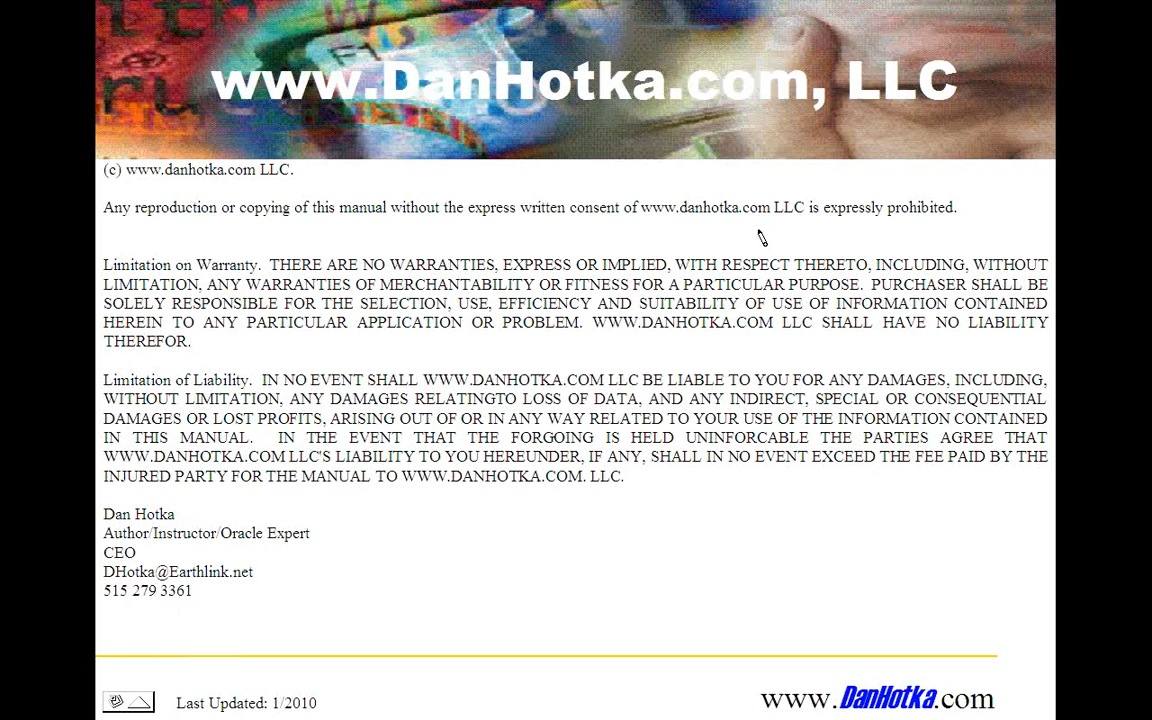 www.DanHotka.com, LLC
(c) www.danhotka.com LLC.
Any reproduction or copying of this manual without the express written consent of www.danhotka.com LLC is expressly prohibited.
Limitation on Warranty. THERE ARE NO WARRANTIES, EXPRESS OR IMPLIED, WITH RESPECT THERETO, INCLUDING, WITHOUT
LIMITATION, ANY WARRANTIES OF MERCHANTABILITY OR FITNESS FOR A PARTICULAR PURPOSE. PURCHASER SHALL BE
SOLELY RESPONSIBLE FOR THE SELECTION, USE, EFFICIENCY AND SUITABILITY OF USE OF INFORMATION CONTAINED
HEREIN TO ANY PARTICULAR APPLICATION OR PROBLEM. WWW.DANHOTKA.COM LLC SHALL HAVE NO LIABILITY
THEREFOR.
Limitation of Liability. IN NO EVENT SHALL WWW.DANHOTKA.COM LLC BE LIABLE TO YOU FOR ANY DAMAGES, INCLUDING,
WITHOUT LIMITATION, ANY DAMAGES RELATINGTO LOSS OF DATA, AND ANY INDIRECT, SPECIAL OR CONSEQUENTIAL
DAMAGES OR LOST PROFITS, ARISING OUT OF OR IN ANY WAY RELATED TO YOUR USE OF THE INFORMATION CONTAINED
IN THIS MANUAL. IN THE EVENT THAT THE FORGOING IS HELD UNINFORCABLE THE PARTIES AGREE THAT
WWW.DANHOTKA.COM LLC'S LIABILITY TO YOU HEREUNDER, IF ANY, SHALL IN NO EVENT EXCEED THE FEE PAID BY THE
INJURED PARTY FOR THE MANUAL TO WWW.DANHOTKA.COM. LLC.
Dan Hotka
Author/Instructor/Oracle Expert
CEO
DHotka@Earthlink.net
515 279 3361
Last Updated: 1/2010
www.DanHotka.com